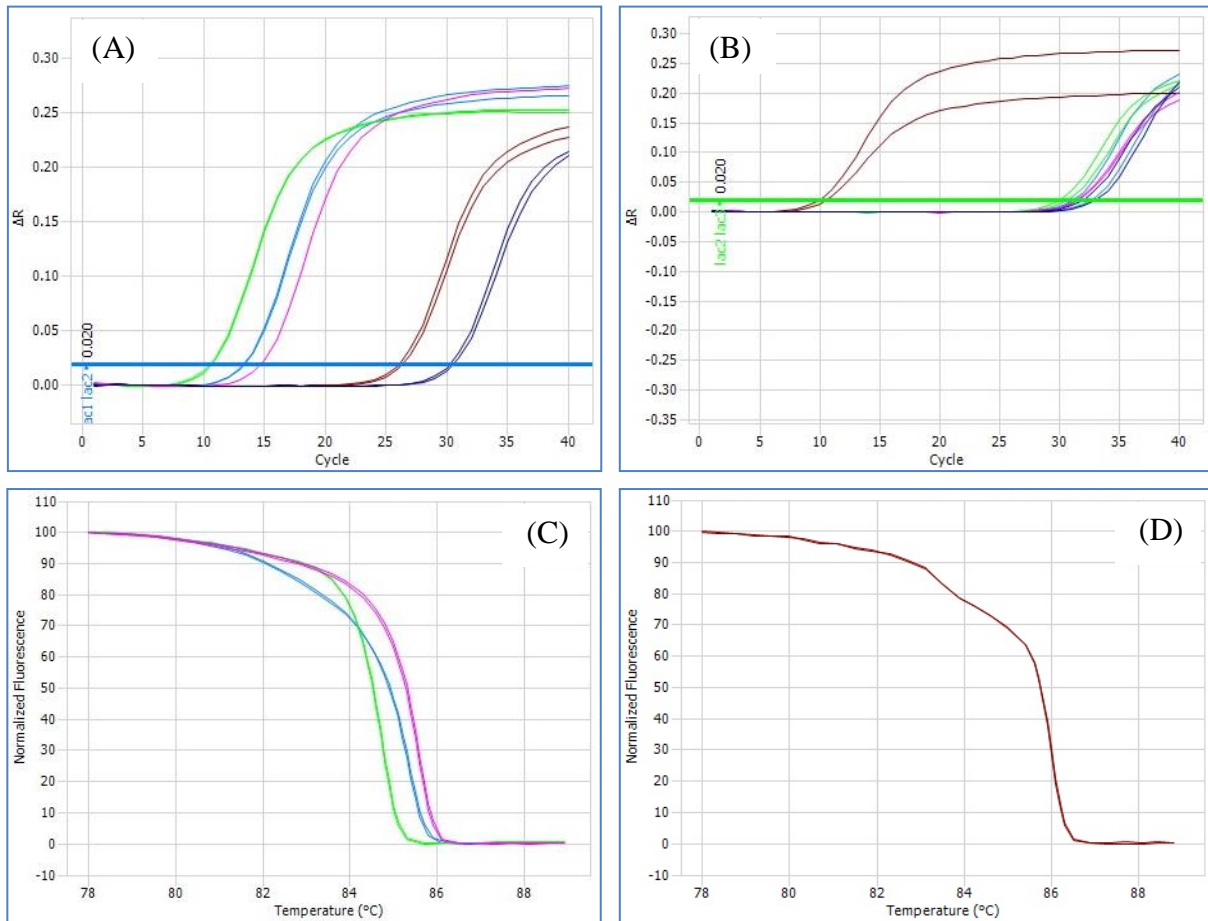 (A)
0.30
0.25
0.20
0.15
0.10
0.05
0.00
ΔR
ac1 lac2 * 0.020
0 5 10 15 20 25 30 35 40
Cycle
(B)
0.30
0.25
0.20
0.15
0.10
0.05
0.00
-0.05
-0.10
-0.15
-0.20
-0.25
-0.30
-0.35
ΔR
0.020
0 5 10 15 20 25 30 35 40
Cycle
(C)
110
100
90
80
70
60
50
40
30
20
10
0
-10
Normalized Fluorescence
78 80 82 84 86 88
Temperature (°C)
(D)
110
100
90
80
70
60
50
40
30
20
10
0
-10
Normalized Fluorescence
78 80 82 84 86 88
Temperature (°C)